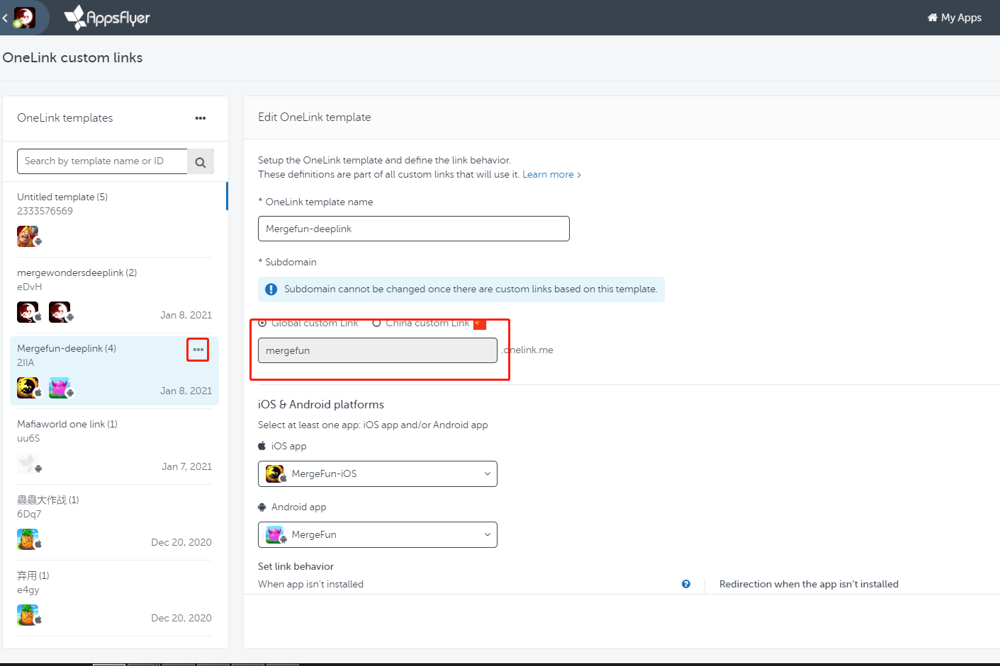 AppsFlyer
My Apps
OneLink custom links
OneLink templates
Search by template name or ID
Untitled template (5)
2333576569
mergewondersdeeplink (2)
eDvH
Jan 8, 2021
Mergefun-deeplink (4)
2IIA
Jan 8, 2021
Mafiaworld one link (1)
uu6S
Jan 7, 2021
蟲蟲大作战 (1)
6Dq7
Dec 20, 2020
弃用 (1)
e4gy
Dec 20, 2020
Edit OneLink template
Setup the OneLink template and define the link behavior.
These definitions are part of all custom links that will use it. Learn more >
* OneLink template name
Mergefun-deeplink
* Subdomain
Subdomain cannot be changed once there are custom links based on this template.
Global custom Link China custom Link
mergefun .onelink.me
iOS & Android platforms
Select at least one app: iOS app and/or Android app
iOS app
MergeFun-iOS
Android app
MergeFun
Set link behavior
When app isn't installed
Redirection when the app isn't installed